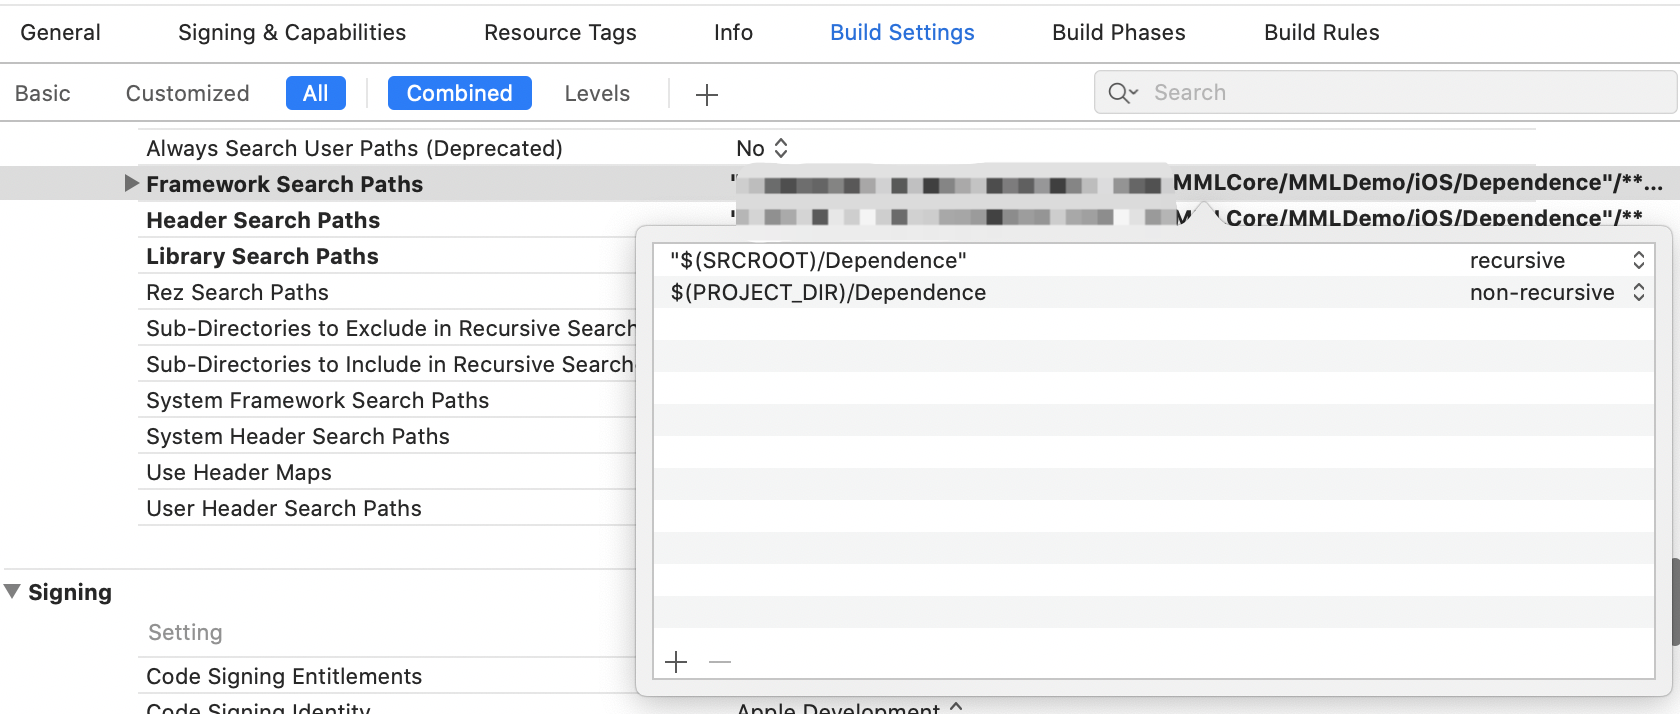 General Signing & Capabilities Resource Tags Info Build Settings Build Phases Build Rules
Basic Customized All Combined Levels + Search
Always Search User Paths (Deprecated) No
Framework Search Paths " MMLCore/MMLDemo/iOS/Dependence"/**...
Header Search Paths " Core/MMLDemo/iOS/Dependence"/**
Library Search Paths
"$(SRCROOT)/Dependence" recursive
Rez Search Paths
$(PROJECT_DIR)/Dependence non-recursive
Sub-Directories to Exclude in Recursive Search
Sub-Directories to Include in Recursive Search
System Framework Search Paths
System Header Search Paths
Use Header Maps
User Header Search Paths
Signing
Setting
Code Signing Entitlements
Code Signing Identity Apple Development